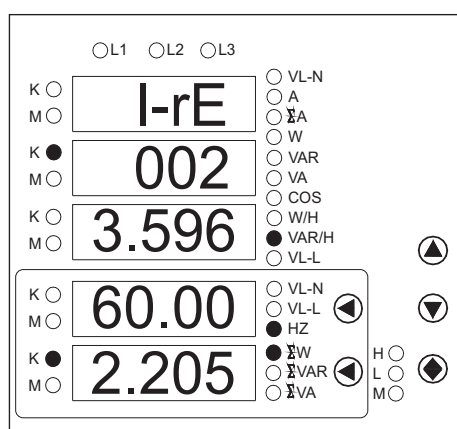 L1 L2 L3
VL-N
K I-rE A
M ΣA
W
K 002 VAR
M VA
COS
K 3.596 W/H
M VAR/H
VL-L
K 60.00 VL-N
M VL-L
HZ
K 2.205 ΣW H
M ΣVAR L
ΣVA M